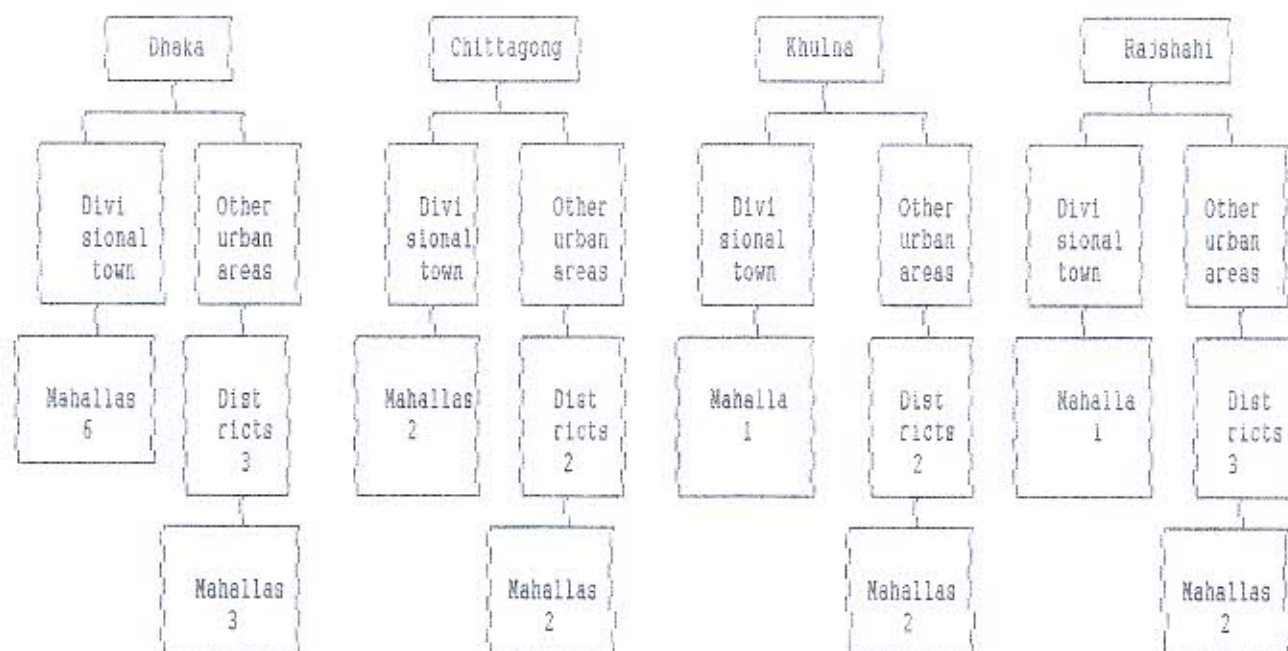 Dhaka
Chittagong
Khulna
Rajshahi
Divi
sional
town
Other
urban
areas
Divi
sional
town
Other
urban
areas
Divi
sional
town
Other
urban
areas
Divi
sional
town
Other
urban
areas
Mahallas
6
Dist
ricts
3
Mahallas
2
Dist
ricts
2
Mahalla
1
Dist
ricts
2
Mahalla
1
Dist
ricts
3
Mahallas
3
Mahallas
2
Mahallas
2
Mahallas
2